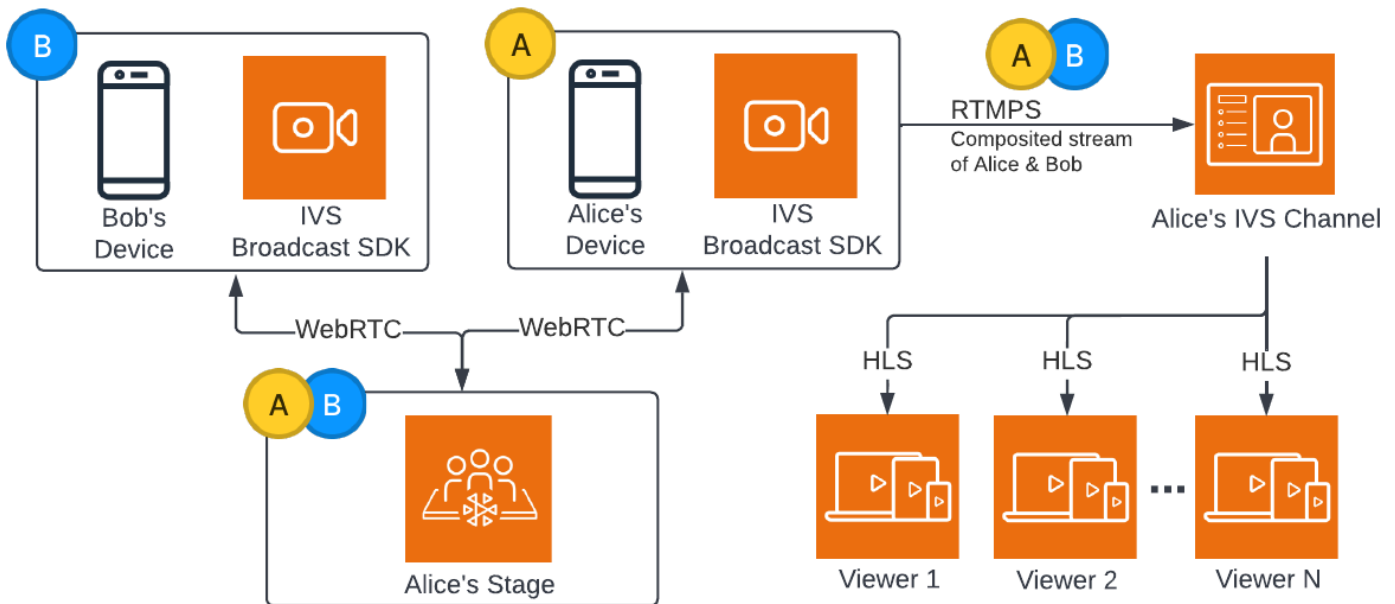 B
Bob's
Device
IVS
Broadcast SDK
A
Alice's
Device
IVS
Broadcast SDK
A
B
RTMPS
Composited stream
of Alice & Bob
Alice's IVS Channel
WebRTC
WebRTC
A
B
Alice's Stage
HLS
HLS
HLS
Viewer 1
Viewer 2
Viewer N